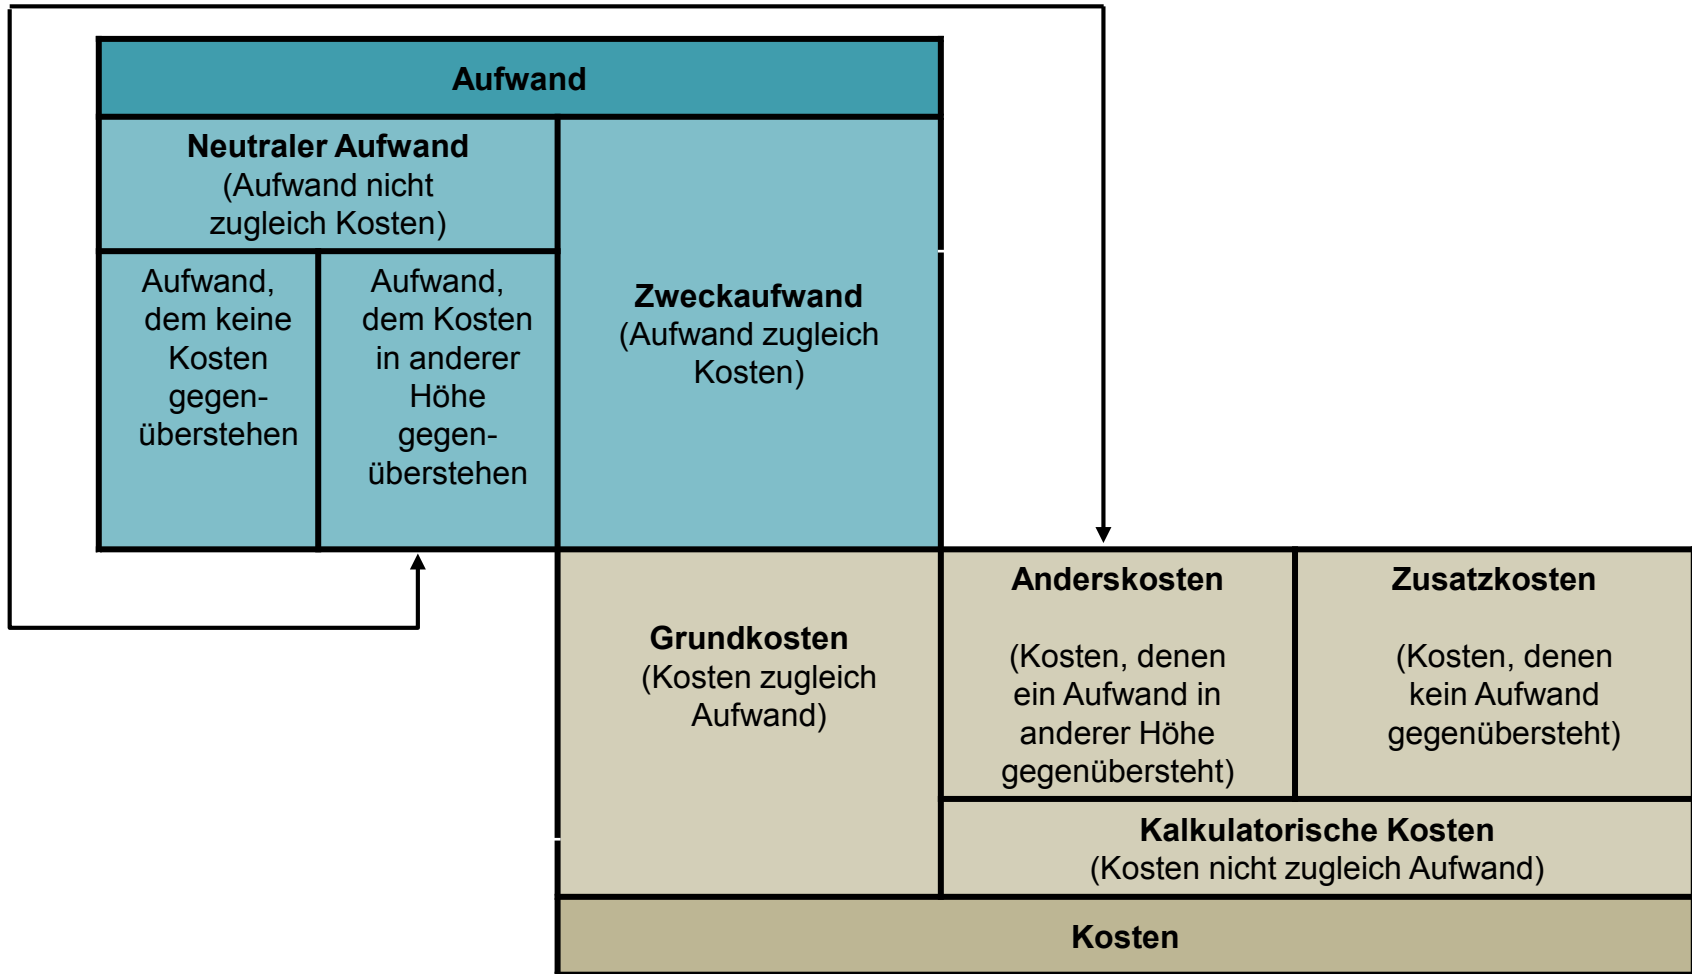 Aufwand
Neutraler Aufwand
(Aufwand nicht
zugleich Kosten)
Aufwand,
dem keine
Kosten
gegen-
überstehen
Aufwand,
dem Kosten
in anderer
Höhe
gegen-
überstehen
Zweckaufwand
(Aufwand zugleich
Kosten)
Grundkosten
(Kosten zugleich
Aufwand)
Anderskosten
(Kosten, denen
ein Aufwand in
anderer Höhe
gegenübersteht)
Zusatzkosten
(Kosten, denen
kein Aufwand
gegenübersteht)
Kalkulatorische Kosten
(Kosten nicht zugleich Aufwand)
Kosten